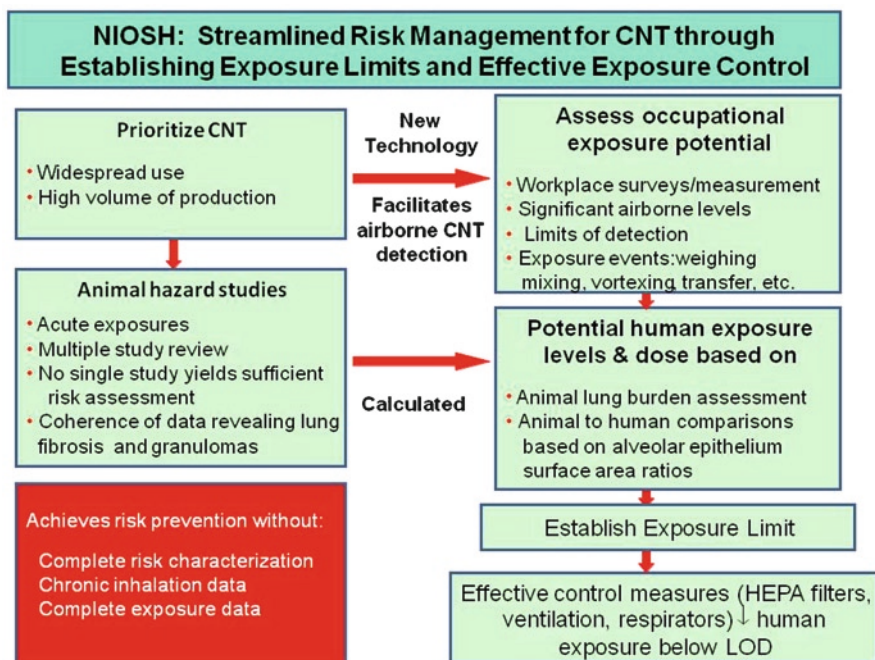 NIOSH: Streamlined Risk Management for CNT through
Establishing Exposure Limits and Effective Exposure Control
Prioritize CNT
• Widespread use
• High volume of production
New
Technology
Facilitates
airborne CNT
detection
Assess occupational
exposure potential
• Workplace surveys/measurement
• Significant airborne levels
• Limits of detection
• Exposure events:weighing
mixing, vortexing, transfer, etc.
Animal hazard studies
• Acute exposures
• Multiple study review
• No single study yields sufficient
risk assessment
• Coherence of data revealing lung
fibrosis and granulomas
Calculated
Potential human exposure
levels & dose based on
• Animal lung burden assessment
• Animal to human comparisons
based on alveolar epithelium
surface area ratios
Achieves risk prevention without:
Complete risk characterization
Chronic inhalation data
Complete exposure data
Establish Exposure Limit
Effective control measures (HEPA filters,
ventilation, respirators)↓ human
exposure below LOD